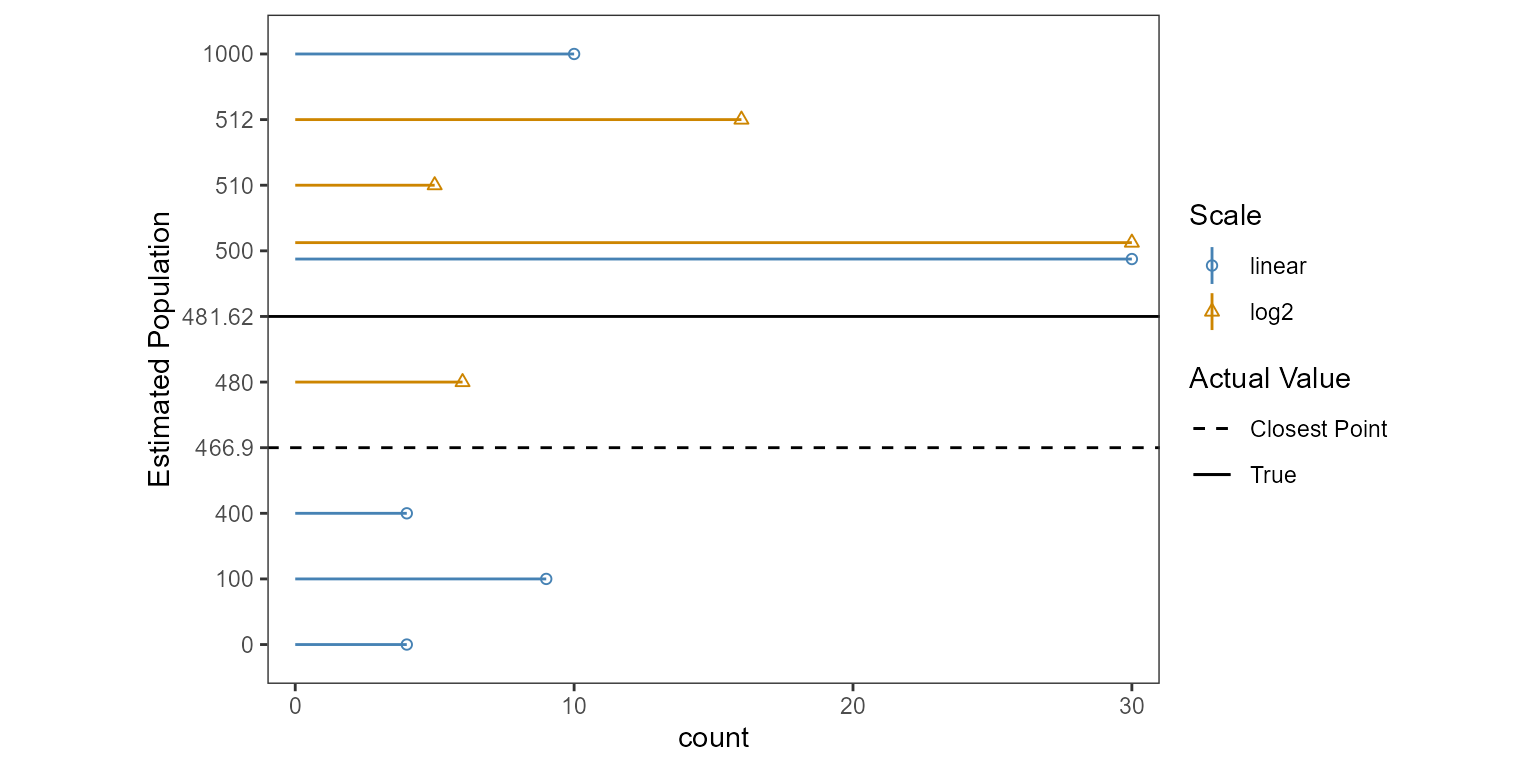 Estimated Population
1000
512
510
500
481.62
480
466.9
400
100
0
0
10
20
30
count
Scale
linear
log2
Actual Value
Closest Point
True